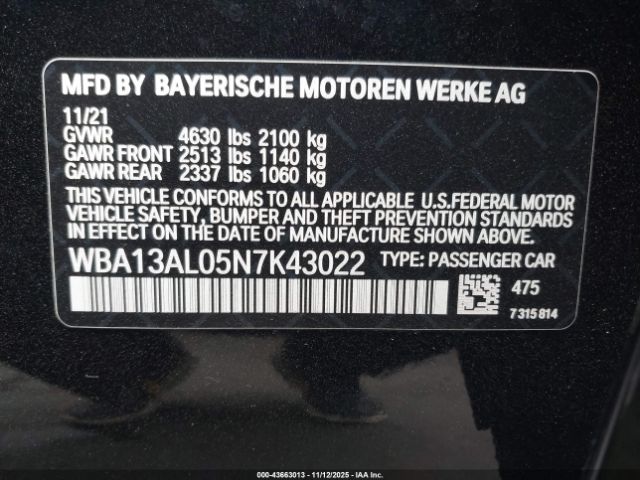 MFD BY BAYERISCHE MOTOREN WERKE AG
11/21
GVWR 4630 lbs 2100 kg
GAWR FRONT 2513 lbs 1140 kg
GAWR REAR 2337 lbs 1060 kg
THIS VEHICLE CONFORMS TO ALL APPLICABLE U.S.FEDERAL MOTOR
VEHICLE SAFETY, BUMPER AND THEFT PREVENTION STANDARDS
IN EFFECT ON THE DATE OF MANUFACTURE SHOWN ABOVE.
WBA13AL05N7K43022 TYPE: PASSENGER CAR
475
7315814
000-43663013 - 11/12/2025 - IAA Inc.